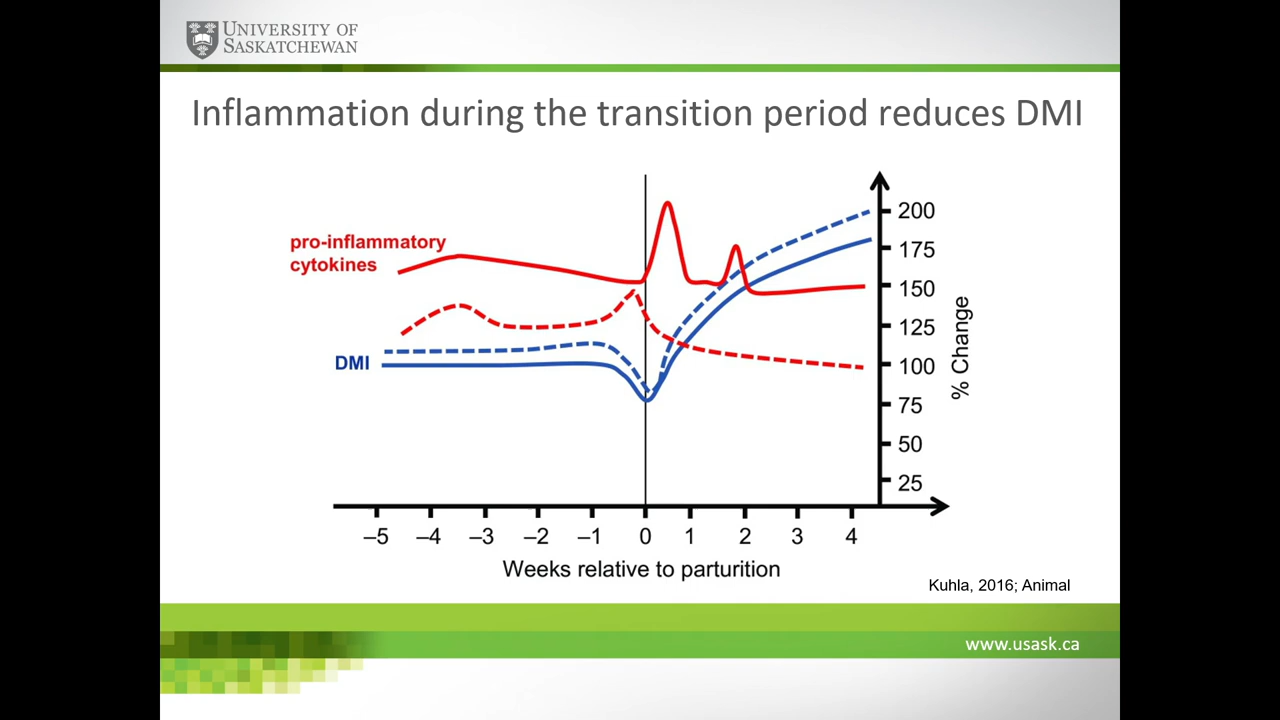 UNIVERSITY OF
SASKATCHEWAN
Inflammation during the transition period reduces DMI
pro-inflammatory
cytokines
DMI
200
175
150
125
100
75
50
25
% Change
–5 –4 –3 –2 –1 0 1 2 3 4
Weeks relative to parturition
Kuhla, 2016; Animal
www.usask.ca